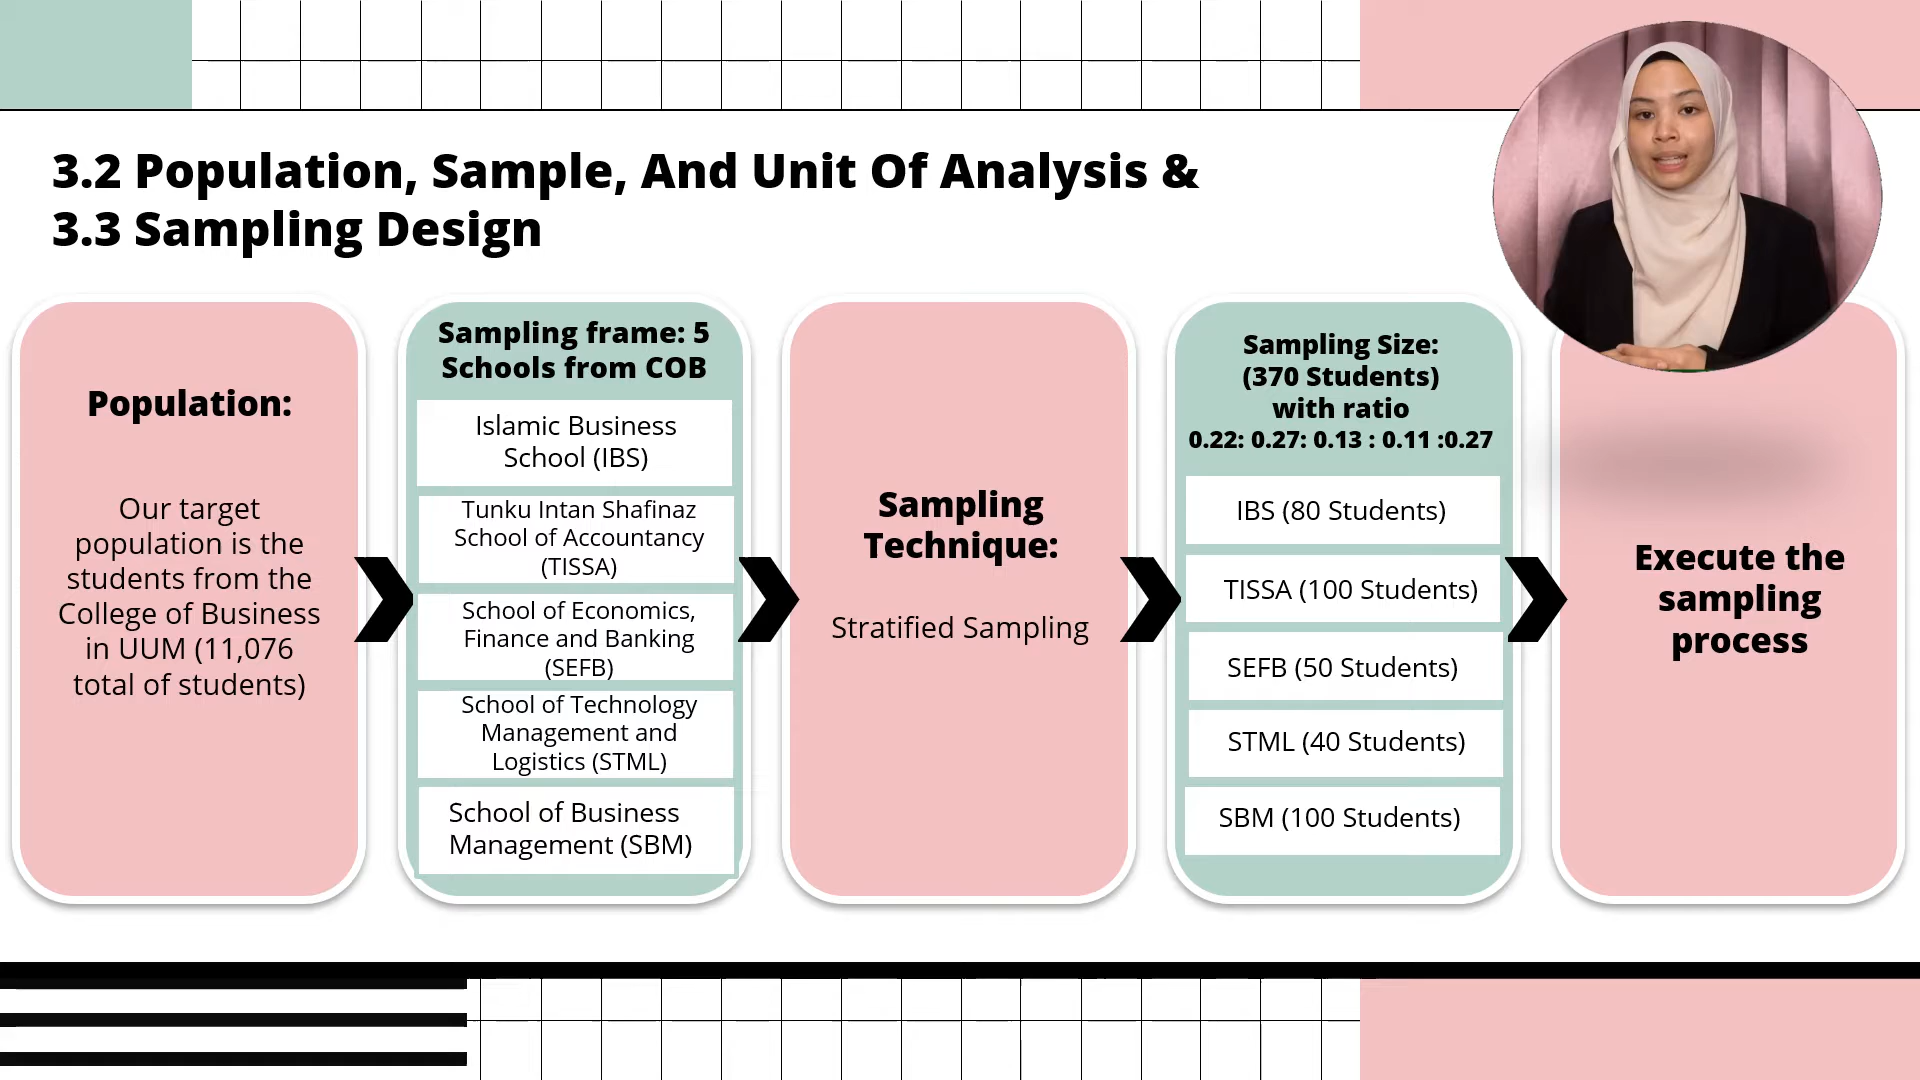 3.2 Population, Sample, And Unit Of Analysis &
3.3 Sampling Design
Population:
Our target
population is the
students from the
College of Business
in UUM (11,076
total of students)
Sampling frame: 5
Schools from COB
Islamic Business
School (IBS)
Tunku Intan Shafinaz
School of Accountancy
(TISSA)
School of Economics,
Finance and Banking
(SEFB)
School of Technology
Management and
Logistics (STML)
School of Business
Management (SBM)
Sampling
Technique:
Stratified Sampling
Sampling Size:
(370 Students)
with ratio
0.22: 0.27: 0.13 : 0.11 :0.27
IBS (80 Students)
TISSA (100 Students)
SEFB (50 Students)
STML (40 Students)
SBM (100 Students)
Execute the
sampling
process